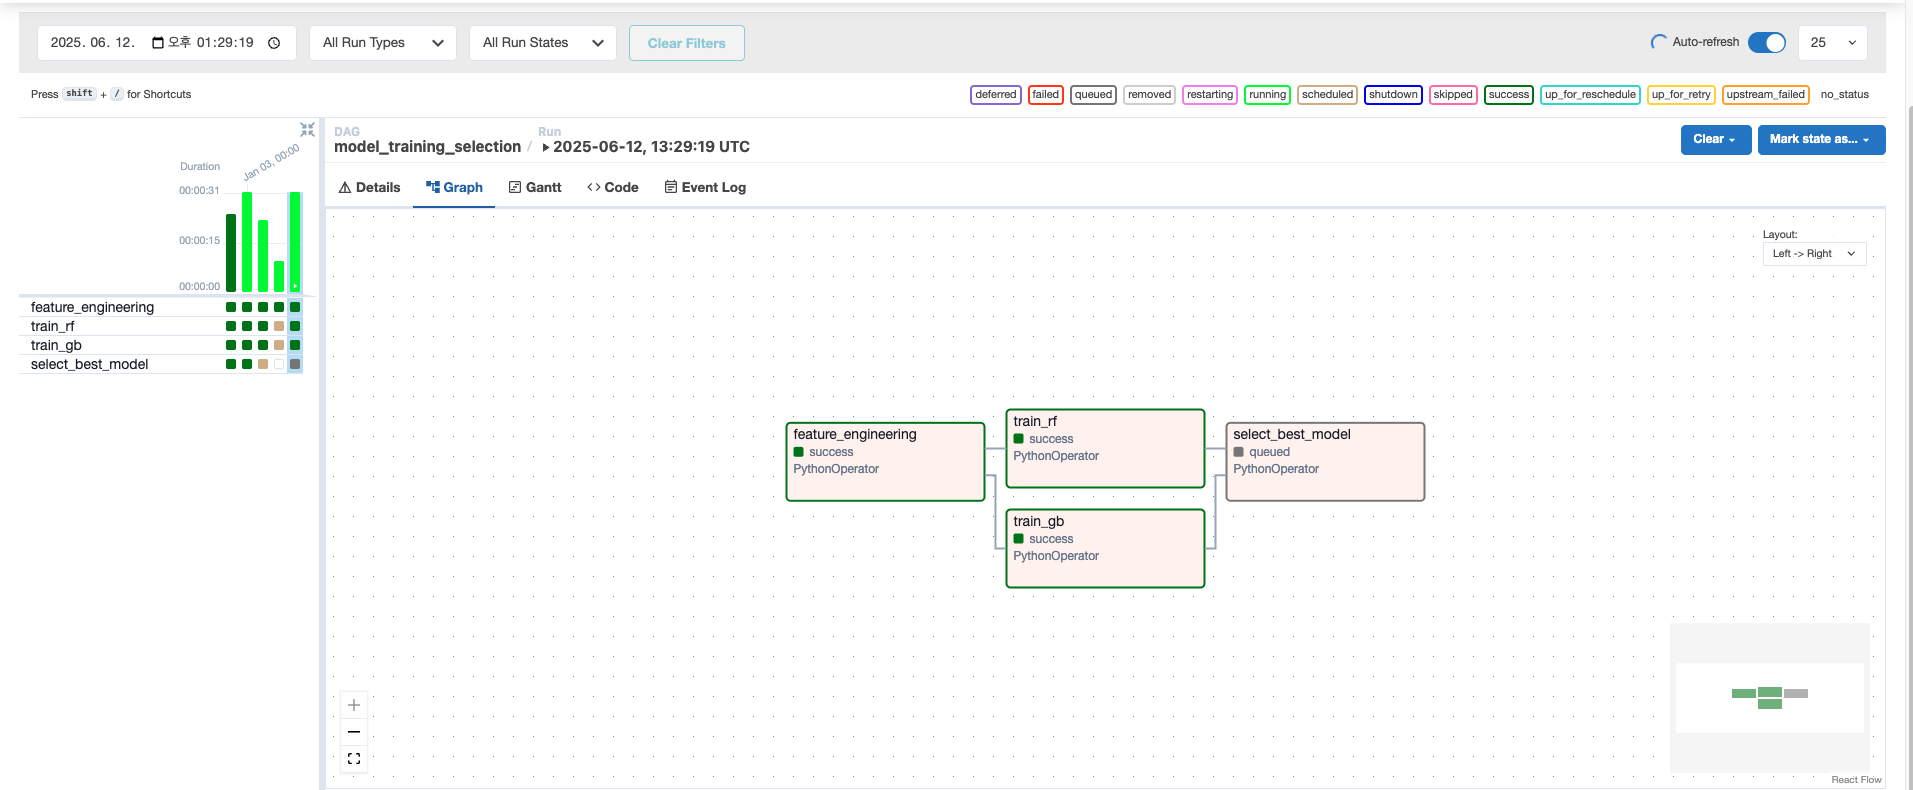 2025. 06. 12. 오후 01:29:19
All Run Types
All Run States
Clear Filters
Auto-refresh
25
Press shift + / for Shortcuts
deferred
failed
queued
removed
restarting
running
scheduled
shutdown
skipped
success
up_for_reschedule
up_for_retry
upstream_failed
no_status
DAG
model_training_selection /
Run
2025-06-12, 13:29:19 UTC
Clear
Mark state as...
Duration
Jan 03, 00:00
00:00:31
00:00:15
00:00:00
feature_engineering
train_rf
train_gb
select_best_model
Details
Graph
Gantt
Code
Event Log
Layout:
Left -> Right
feature_engineering
success
PythonOperator
train_rf
success
PythonOperator
train_gb
success
PythonOperator
select_best_model
queued
PythonOperator
React Flow